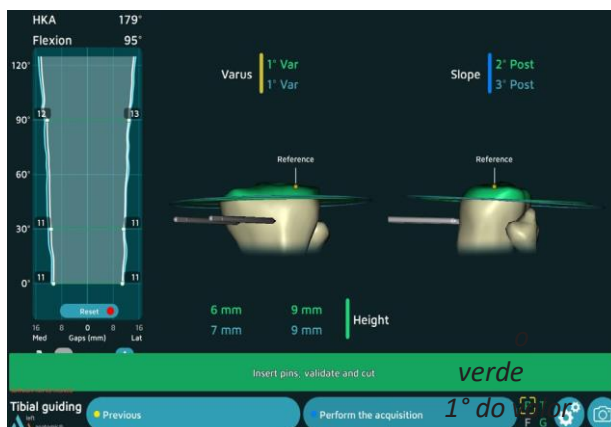 HKA 179°
Flexion 95°
120°
90°
60°
30°
0°
12 13
11 11
11 11
Reset
16 8 0 8 16
Med Gaps (mm) Lat
Varus
1° Var
1° Var
Slope
2° Post
3° Post
Reference
Reference
6 mm 9 mm
7 mm 9 mm
Height
Insert pins, validate and cut
o
verde
1° do
Tibial guiding
Previous
Perform the acquisition
F G